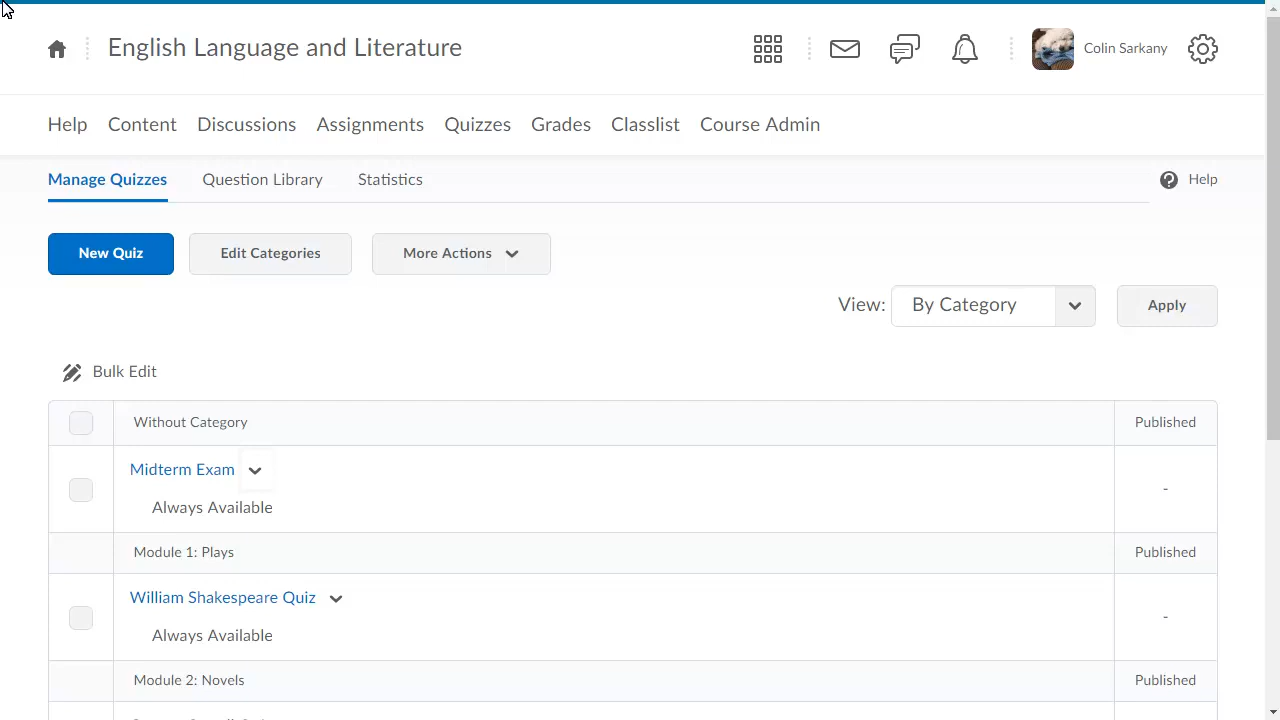 English Language and Literature
Colin Sarkany
Help Content Discussions Assignments Quizzes Grades Classlist Course Admin
Manage Quizzes Question Library Statistics
Help
New Quiz Edit Categories More Actions
View: By Category Apply
Bulk Edit
Without Category Published
Midterm Exam
Always Available
-
Module 1: Plays Published
William Shakespeare Quiz
Always Available
-
Module 2: Novels Published